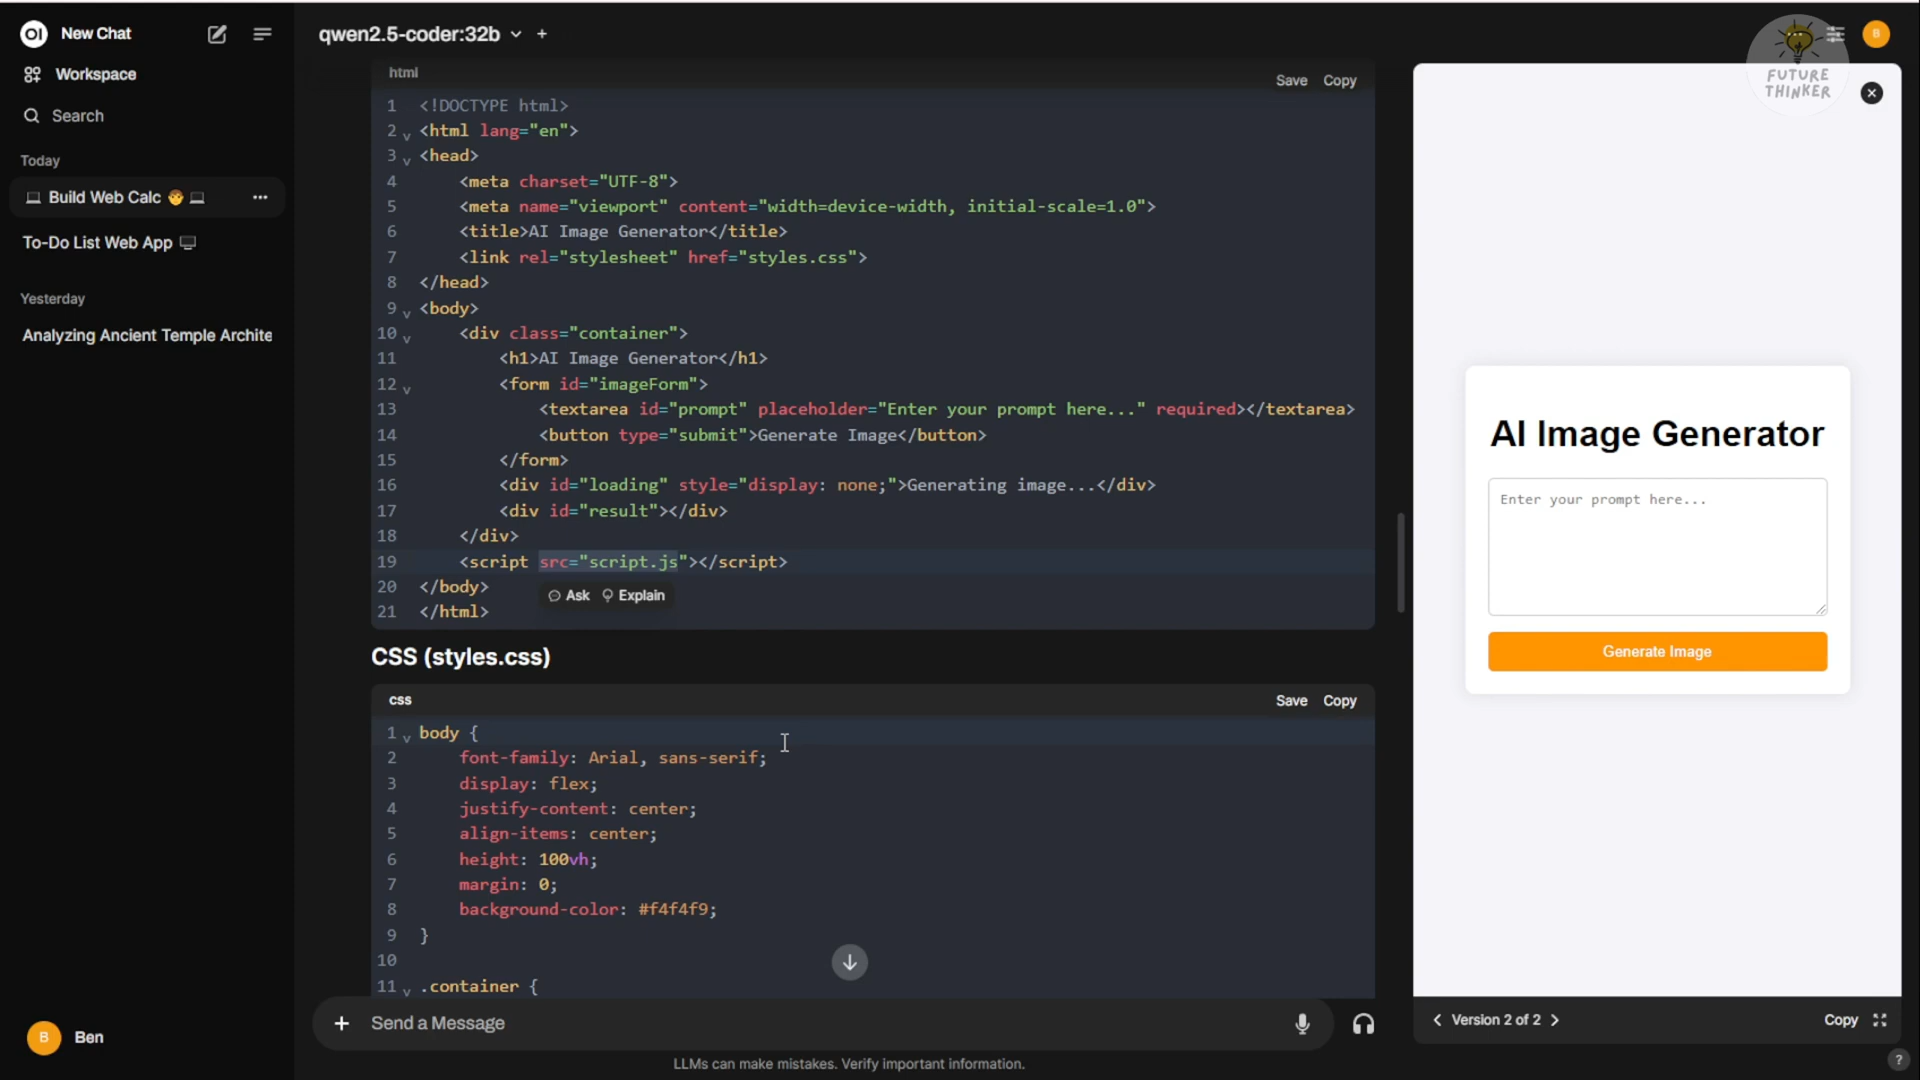 OI New Chat
Workspace
Search
Today
Build Web Calc
To-Do List Web App
Yesterday
Analyzing Ancient Temple Archite
B Ben
qwen2.5-coder:32b
html
Save Copy
1 <!DOCTYPE html>
2 <html lang="en">
3 <head>
4 <meta charset="UTF-8">
5 <meta name="viewport" content="width=device-width, initial-scale=1.0">
6 <title>AI Image Generator</title>
7 <link rel="stylesheet" href="styles.css">
8 </head>
9 <body>
10 <div class="container">
11 <h1>AI Image Generator</h1>
12 <form id="imageForm">
13 <textarea id="prompt" placeholder="Enter your prompt here..." required></textarea>
14 <button type="submit">Generate Image</button>
15 </form>
16 <div id="loading" style="display: none;">Generating image...</div>
17 <div id="result"></div>
18 </div>
19 <script src="script.js"></script>
20 </body>
Ask Explain
21 </html>
CSS (styles.css)
css
Save Copy
1 body {
2 font-family: Arial, sans-serif;
3 display: flex;
4 justify-content: center;
5 align-items: center;
6 height: 100vh;
7 margin: 0;
8 background-color: #f4f4f9;
9 }
10
11 .container {
Send a Message
LLMs can make mistakes. Verify important information.
B
FUTURE
THINKER
AI Image Generator
Enter your prompt here...
Generate Image
Version 2 of 2
Copy
?